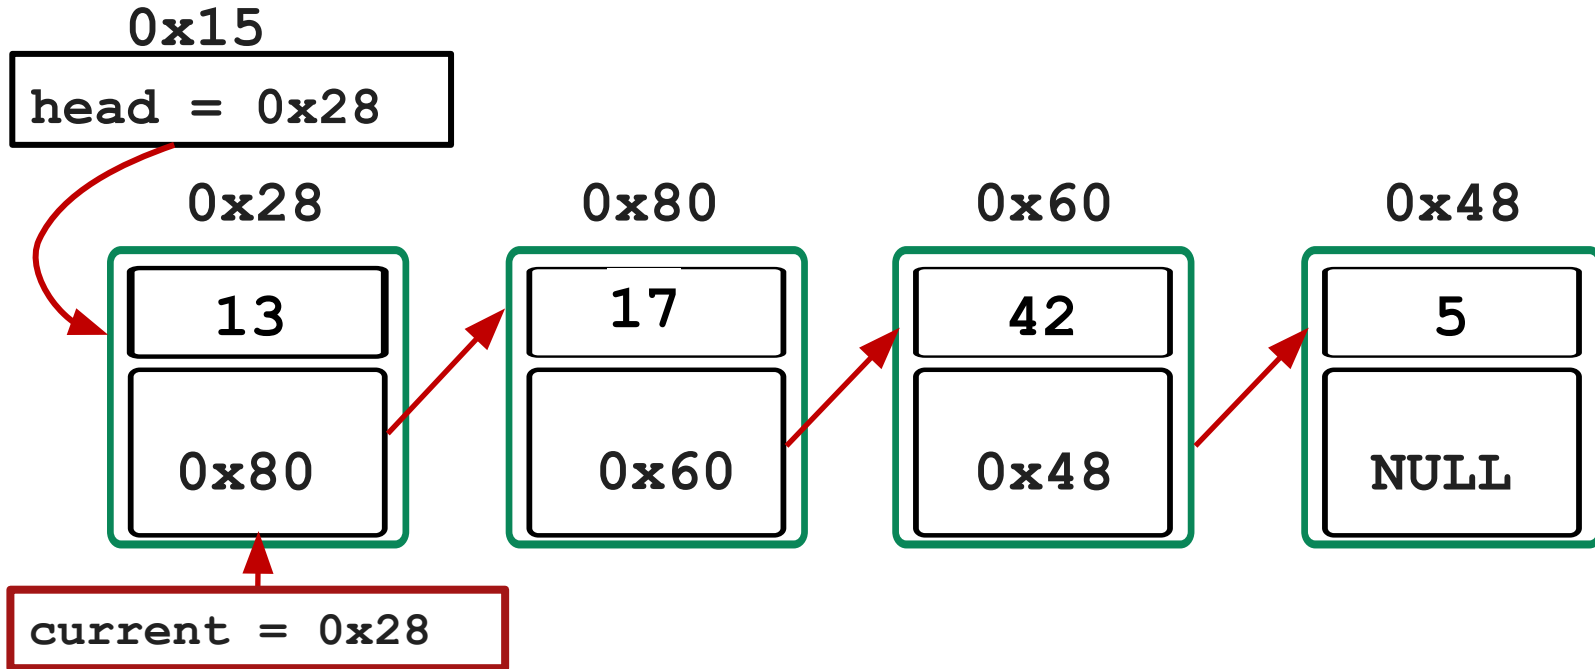 0x15
head = 0x28
0x28
0x80
0x60
0x48
13
17
42
5
0x80
0x60
0x48
NULL
current = 0x28